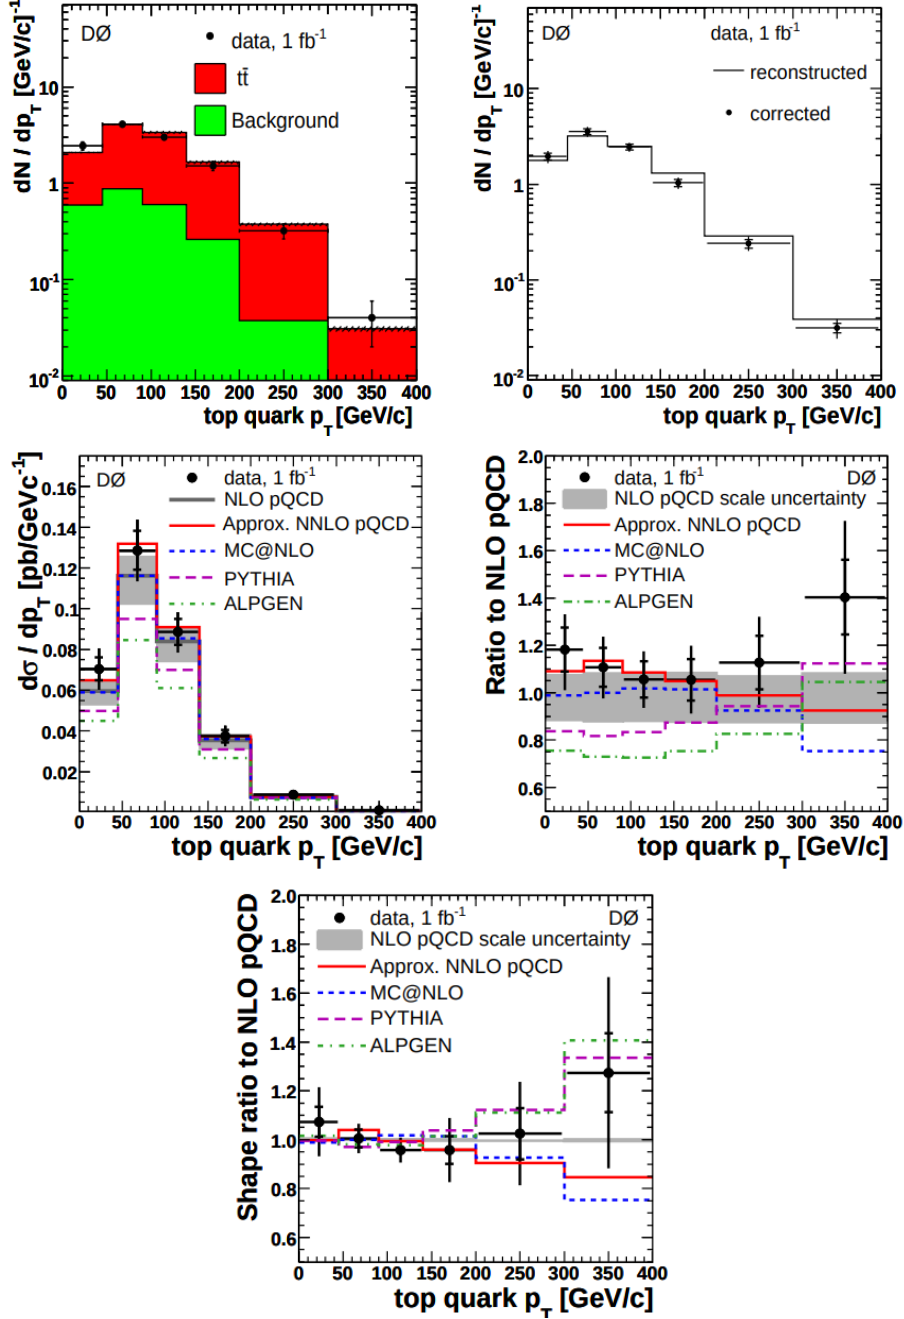 dN / dp_T [GeV/c]^-1
DØ
data, 1 fb^-1
tt̄
Background
10
1
10^-1
10^-2
0 50 100 150 200 250 300 350 400
top quark p_T [GeV/c]
dN / dp_T [GeV/c]^-1
DØ
data, 1 fb^-1
reconstructed
corrected
10
1
10^-1
10^-2
0 50 100 150 200 250 300 350 400
top quark p_T [GeV/c]
dσ / dp_T [pb/GeVc^-1]
DØ
data, 1 fb^-1
NLO pQCD
Approx. NNLO pQCD
MC@NLO
PYTHIA
ALPGEN
0.16
0.14
0.12
0.1
0.08
0.06
0.04
0.02
0 50 100 150 200 250 300 350 400
top quark p_T [GeV/c]
Ratio to NLO pQCD
data, 1 fb^-1 DØ
NLO pQCD scale uncertainty
Approx. NNLO pQCD
MC@NLO
PYTHIA
ALPGEN
2.0
1.8
1.6
1.4
1.2
1.0
0.8
0.6
0 50 100 150 200 250 300 350 400
top quark p_T [GeV/c]
Shape ratio to NLO pQCD
data, 1 fb^-1 DØ
NLO pQCD scale uncertainty
Approx. NNLO pQCD
MC@NLO
PYTHIA
ALPGEN
2.0
1.8
1.6
1.4
1.2
1.0
0.8
0.6
0 50 100 150 200 250 300 350 400
top quark p_T [GeV/c]